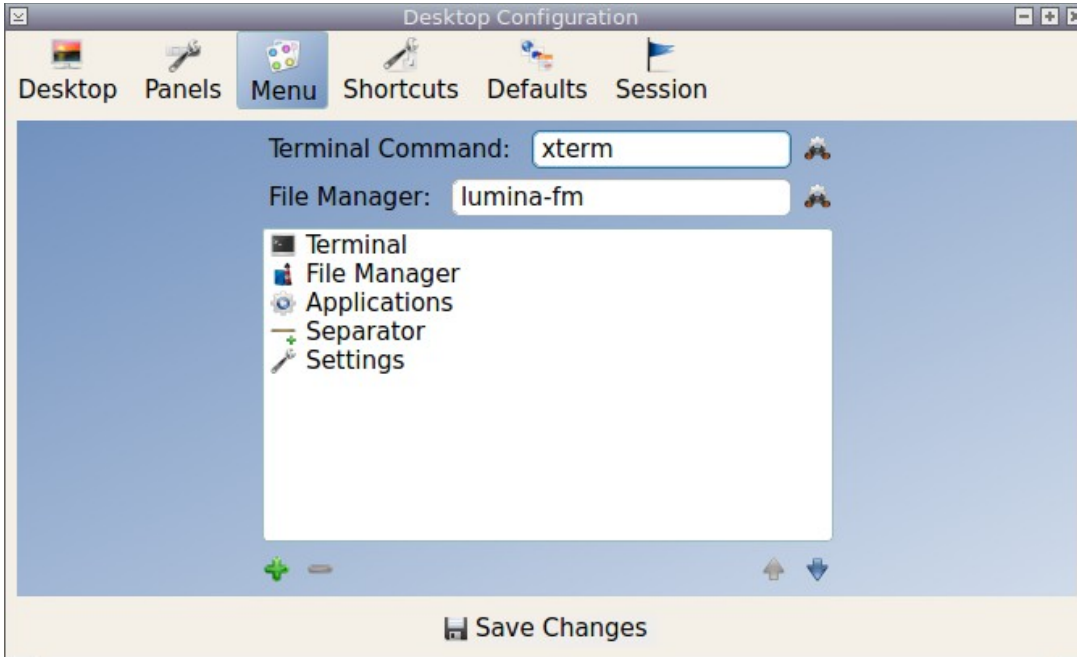 Desktop Configuration
Desktop Panels Menu Shortcuts Defaults Session
Terminal Command: xterm
File Manager: lumina-fm
Terminal
File Manager
Applications
Separator
Settings
Save Changes